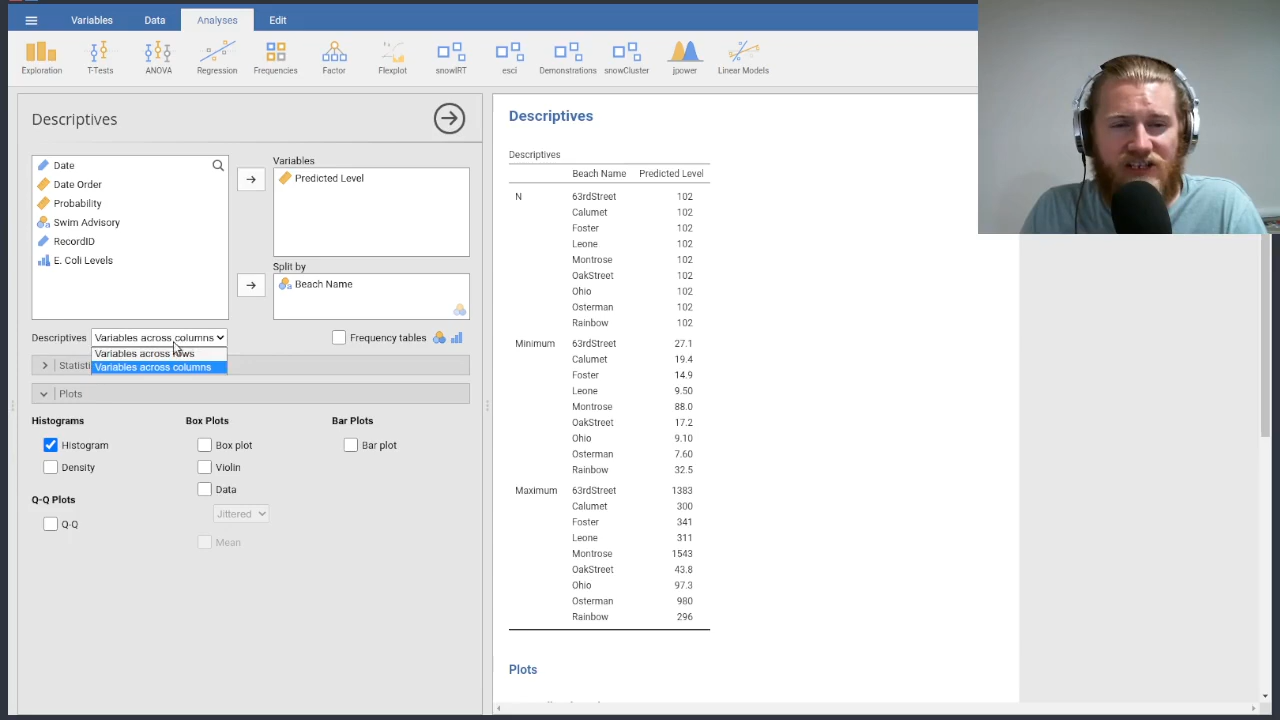 Variables Data Analyses Edit
Exploration T-Tests ANOVA Regression Frequencies Factor Flexplot snowIRT esci Demonstrations snowCluster jpower Linear Models
Descriptives
Date
Date Order
Probability
Swim Advisory
RecordID
E. Coli Levels
Variables
Predicted Level
Split by
Beach Name
Descriptives Variables across columns
Variables across rows
Variables across columns
Frequency tables
Plots
Histograms Box Plots Bar Plots
Histogram Box plot Bar plot
Density Violin
Data
Q-Q Plots
Jittered
Q-Q
Mean
Descriptives
Descriptives
Beach Name Predicted Level
N 63rdStreet 102
Calumet 102
Foster 102
Leone 102
Montrose 102
OakStreet 102
Ohio 102
Osterman 102
Rainbow 102
Minimum 63rdStreet 27.1
Calumet 19.4
Foster 14.9
Leone 9.50
Montrose 88.0
OakStreet 17.2
Ohio 9.10
Osterman 7.60
Rainbow 32.5
Maximum 63rdStreet 1383
Calumet 300
Foster 341
Leone 311
Montrose 1543
OakStreet 43.8
Ohio 97.3
Osterman 980
Rainbow 296
Plots